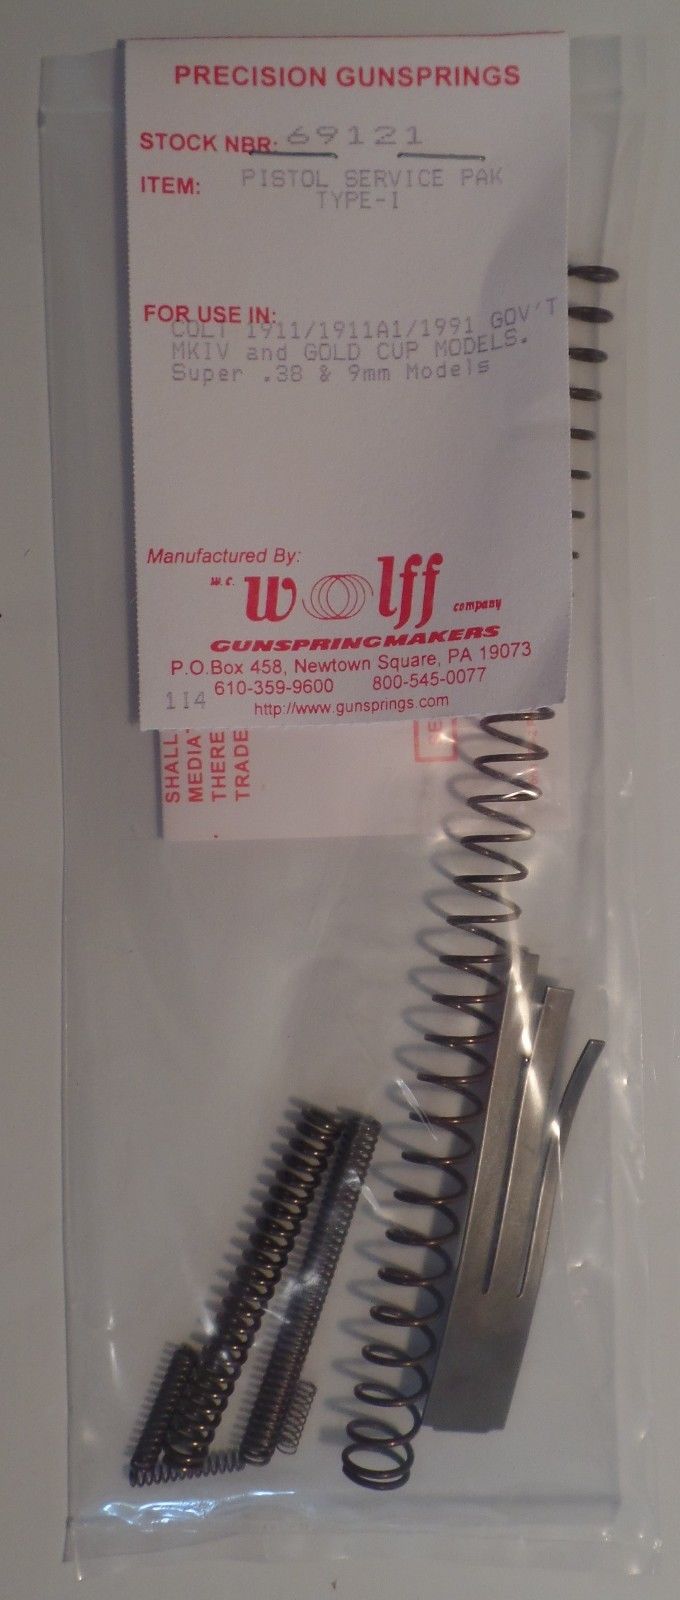 PRECISION GUNSPRINGS
STOCK NBR: 69121
ITEM: PISTOL SERVICE PAK
TYPE-I
FOR USE IN:
COLT 1911/1911A1/1991 GOV'T
MKIV and GOLD CUP MODELS.
Super .38 & 9mm Models
Manufactured By:
W.C. Wolff company
GUNSPRINGMAKERS
P.O.Box 458, Newtown Square, PA 19073
610-359-9600 800-545-0077
1I4 http://www.gunsprings.com
SHALL
MEDIA
THERE
TRADE